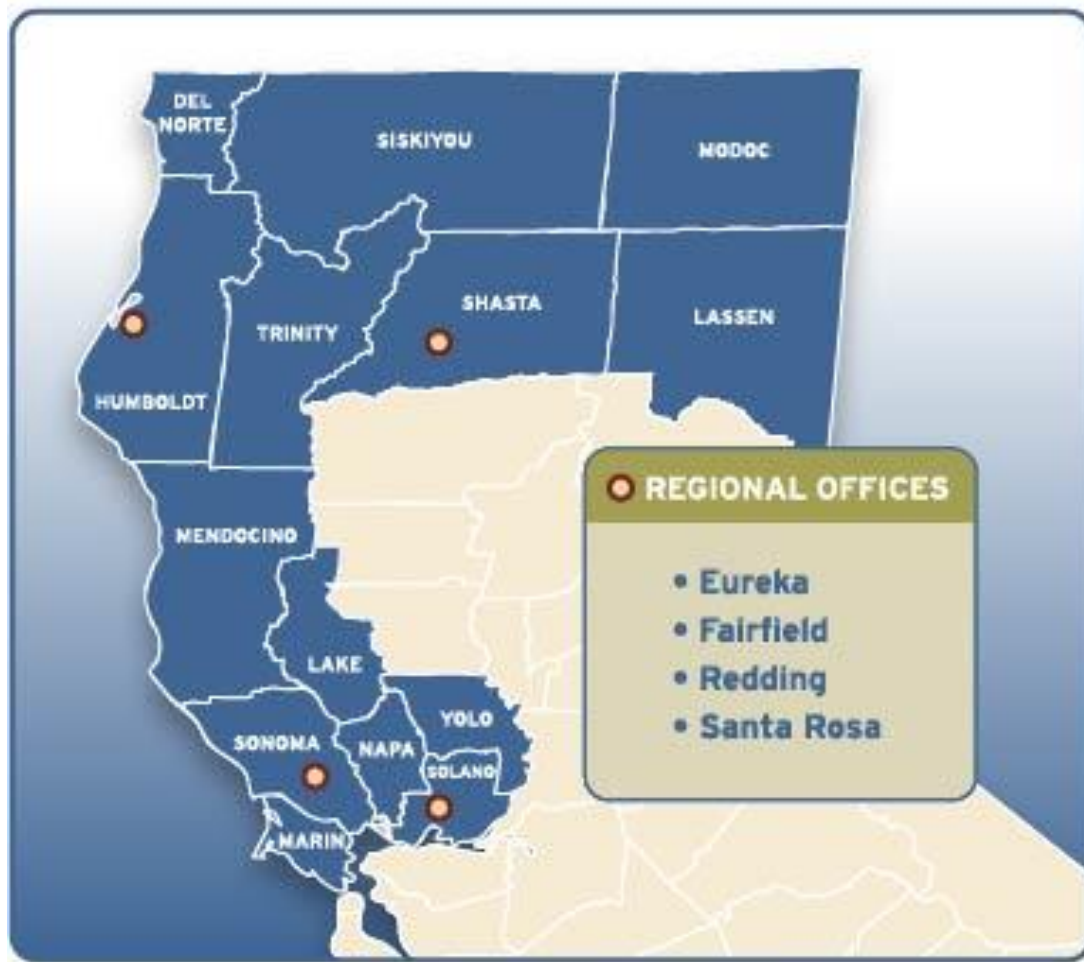 DEL
NORTE
SISKIYOU
MODOC
SHASTA
TRINITY
LASSEN
HUMBOLDT
REGIONAL OFFICES
MENDOCINO
• Eureka
• Fairfield
• Redding
• Santa Rosa
LAKE
YOLO
SONOMA
NAPA
SOLANO
MARIN